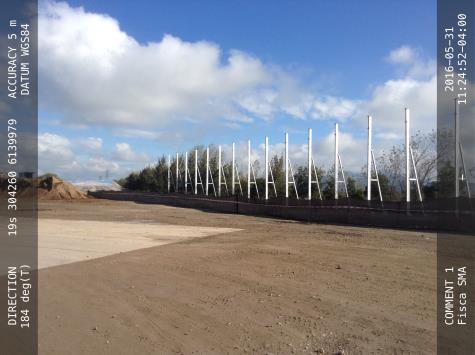 DIRECTION 19s 304260 6139979 ACCURACY 5 m
184 deg(T) DATUM WGS84
COMMENT 1 2016-05-31
Fisca SMA 11:24:52-04:00